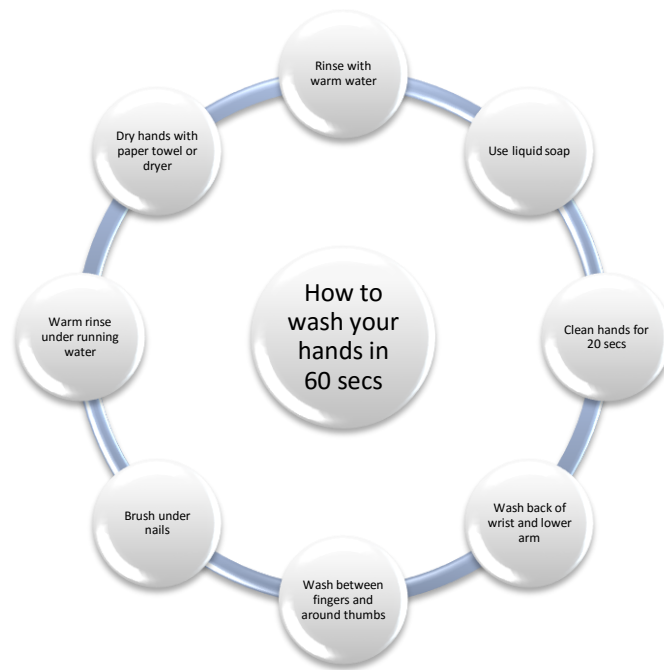 How to
wash your
hands in
60 secs
Rinse with
warm water
Use liquid soap
Clean hands for
20 secs
Wash back of
wrist and lower
arm
Wash between
fingers and
around thumbs
Brush under
nails
Warm rinse
under running
water
Dry hands with
paper towel or
dryer